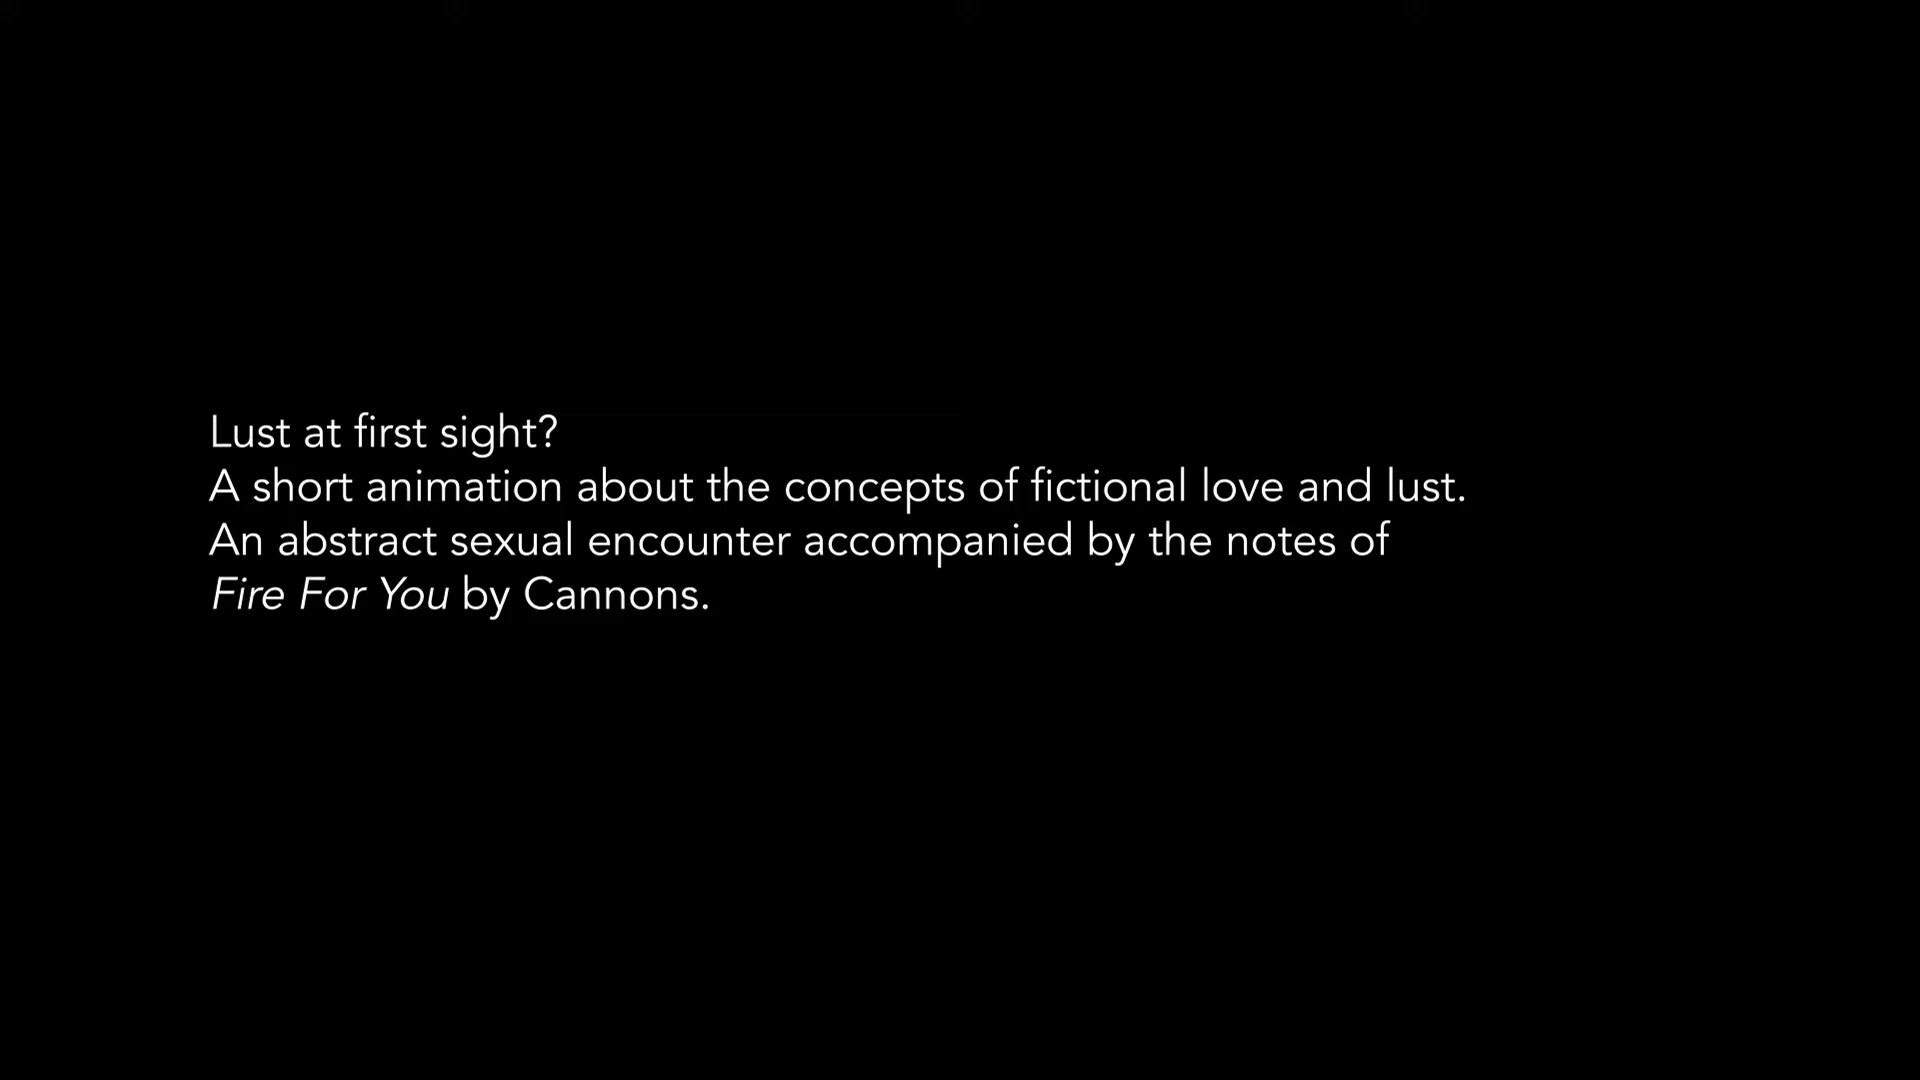 Lust at first sight?
A short animation about the concepts of fictional love and lust.
An abstract sexual encounter accompanied by the notes of
Fire For You by Cannons.